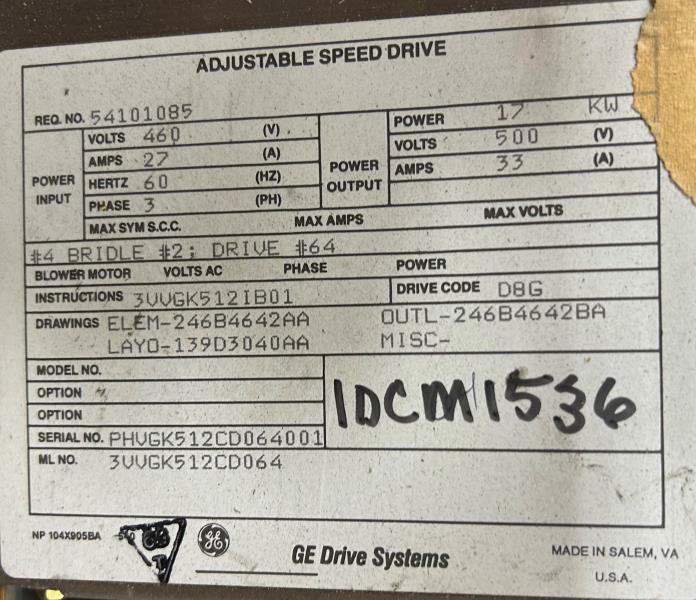 ADJUSTABLE SPEED DRIVE
REQ. NO. 54101085
POWER INPUT
VOLTS 460 (V)
AMPS 27 (A)
HERTZ 60 (HZ)
PHASE 3 (PH)
POWER OUTPUT
POWER 17 KW
VOLTS 500 (V)
AMPS 33 (A)
MAX SYM S.C.C. MAX AMPS MAX VOLTS
#4 BRIDLE #2; DRIVE #64
BLOWER MOTOR VOLTS AC PHASE POWER
INSTRUCTIONS 3VVGK512IB01 DRIVE CODE D8G
DRAWINGS ELEM-246B4642AA OUTL-246B4642BA
LAYO-139D3040AA MISC-
MODEL NO.
OPTION
OPTION
1DCM1536
SERIAL NO. PHVGK512CD064001
ML NO. 3VVGK512CD064
NP 104X905BA
GE GE Drive Systems
MADE IN SALEM, VA
U.S.A.